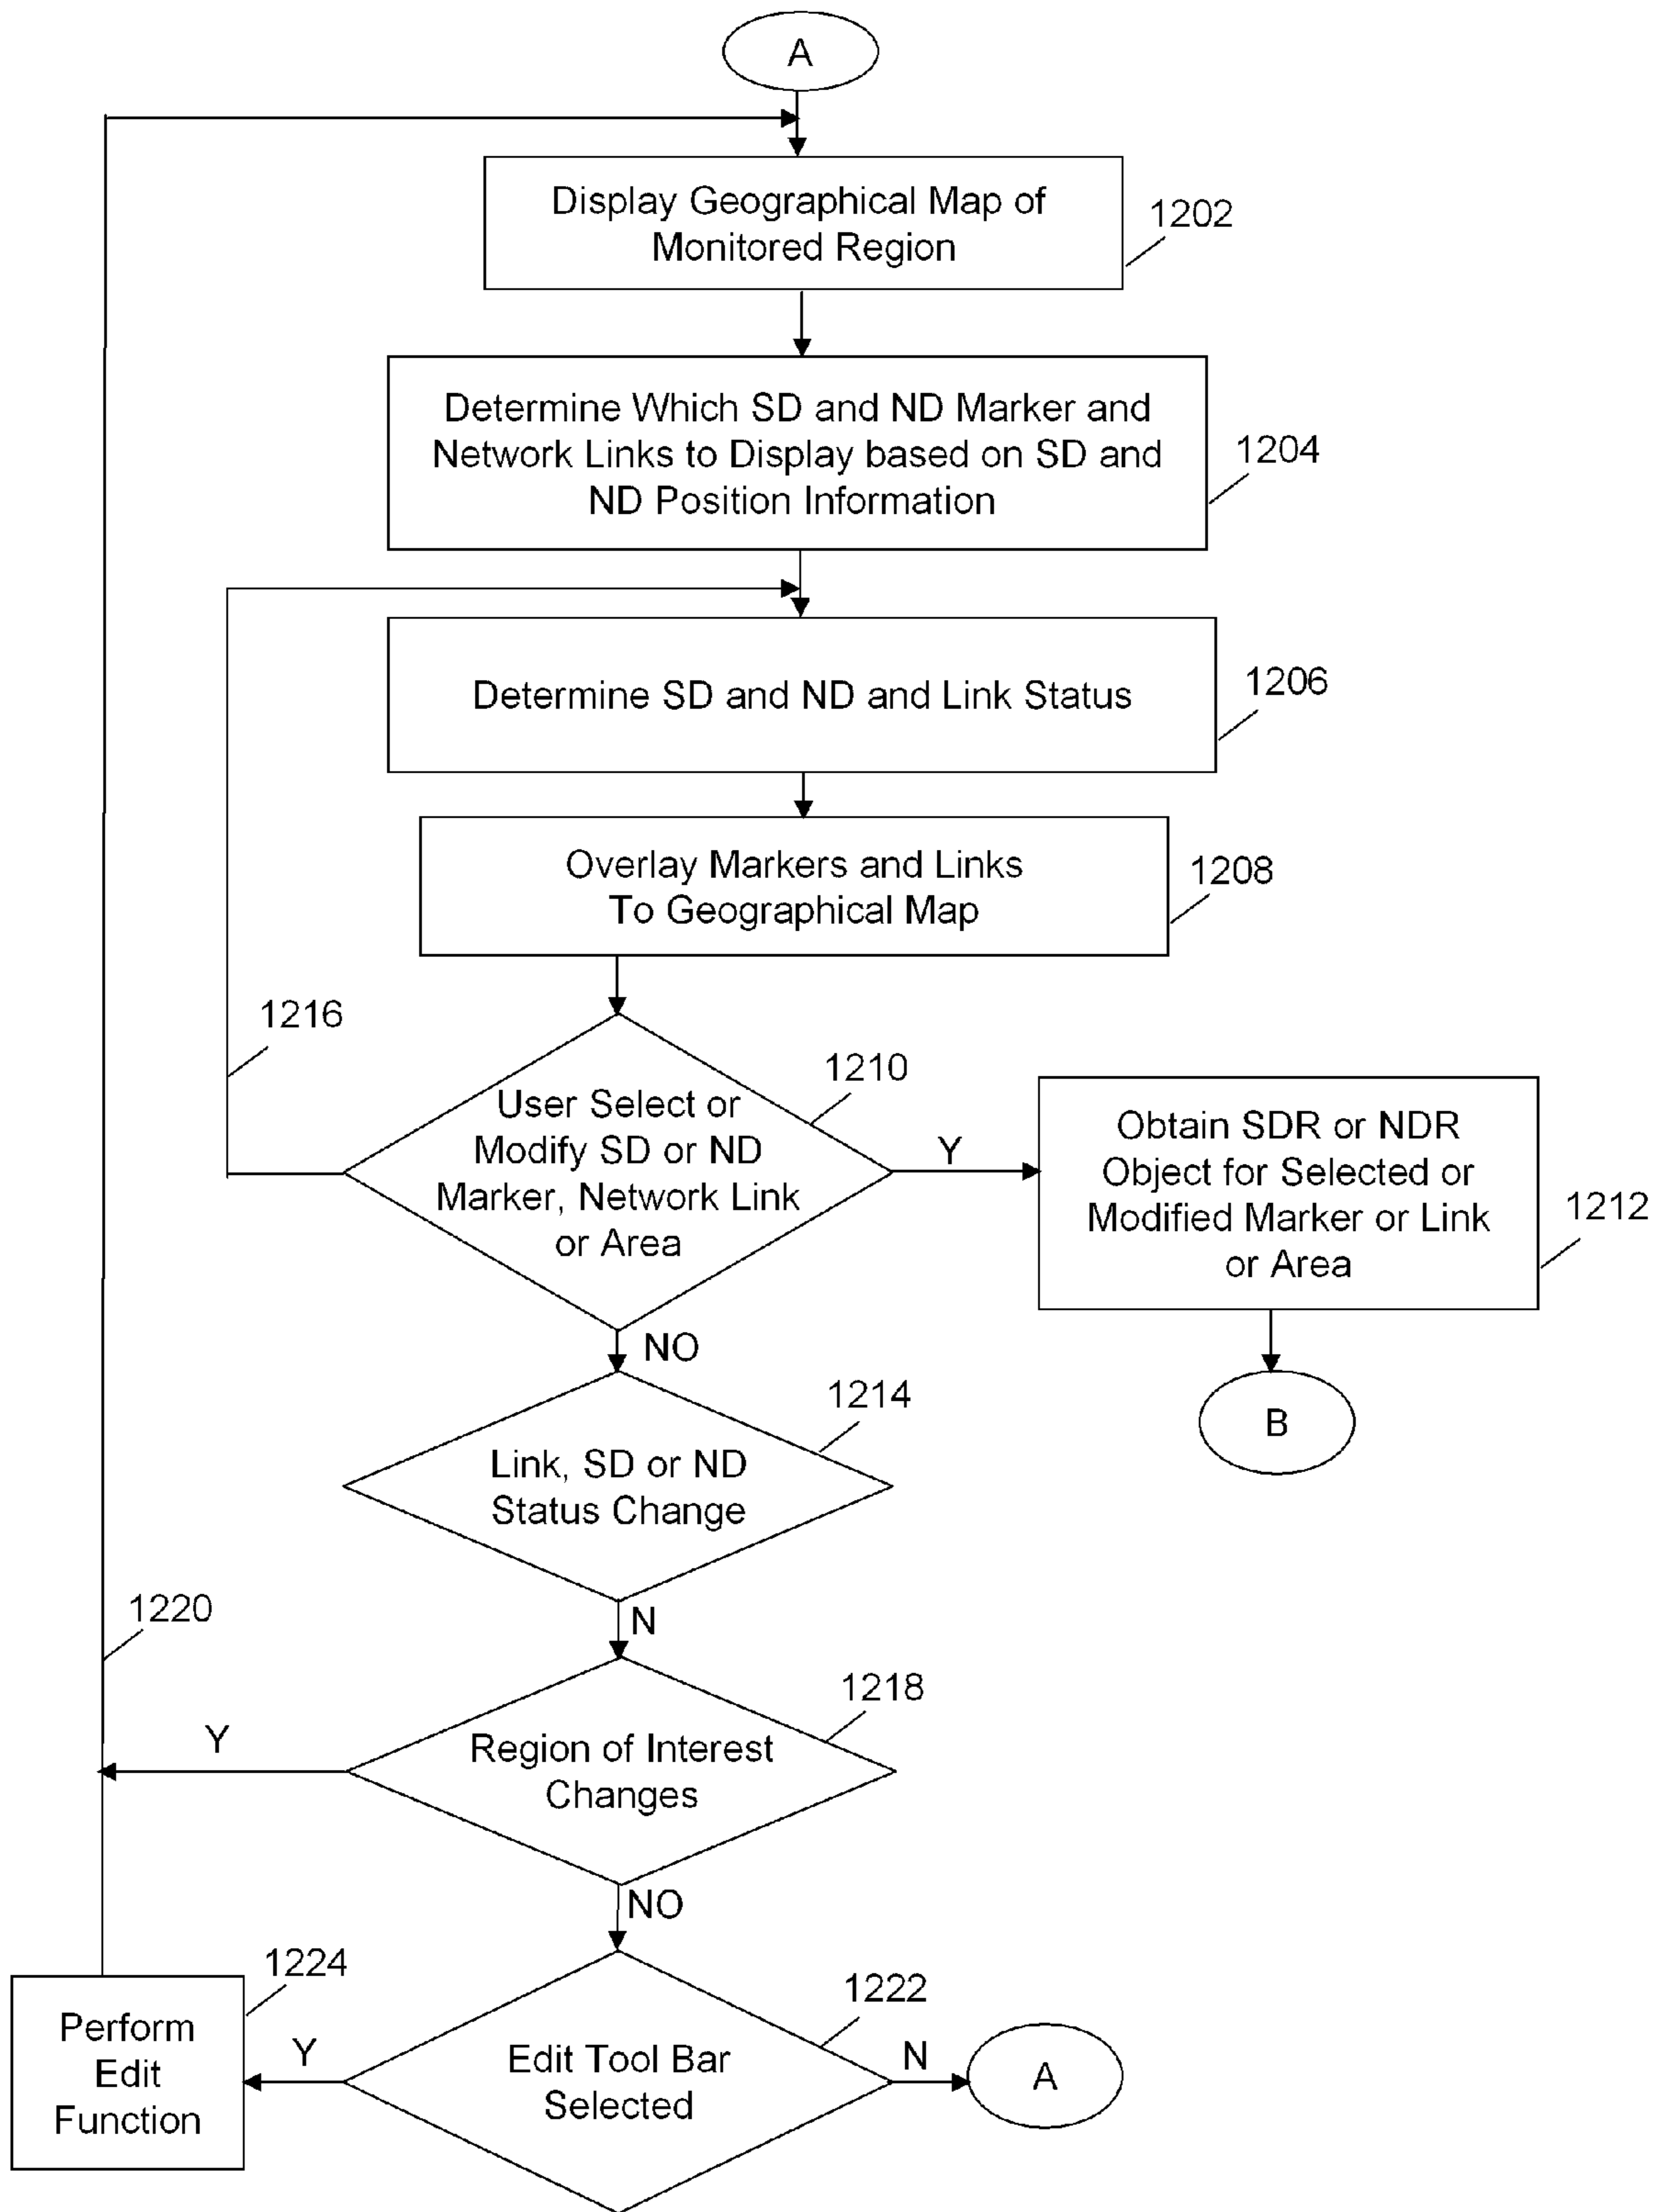 A
Display Geographical Map of
Monitored Region
1202
Determine Which SD and ND Marker and
Network Links to Display based on SD and
ND Position Information
1204
Determine SD and ND and Link Status
1206
Overlay Markers and Links
To Geographical Map
1208
1216
User Select or
Modify SD or ND
Marker, Network Link
or Area
1210
Y
Obtain SDR or NDR
Object for Selected or
Modified Marker or Link
or Area
1212
NO
B
Link, SD or ND
Status Change
1214
N
1220
Region of Interest
Changes
1218
Y
NO
Perform
Edit
Function
1224
Y
Edit Tool Bar
Selected
1222
N
A